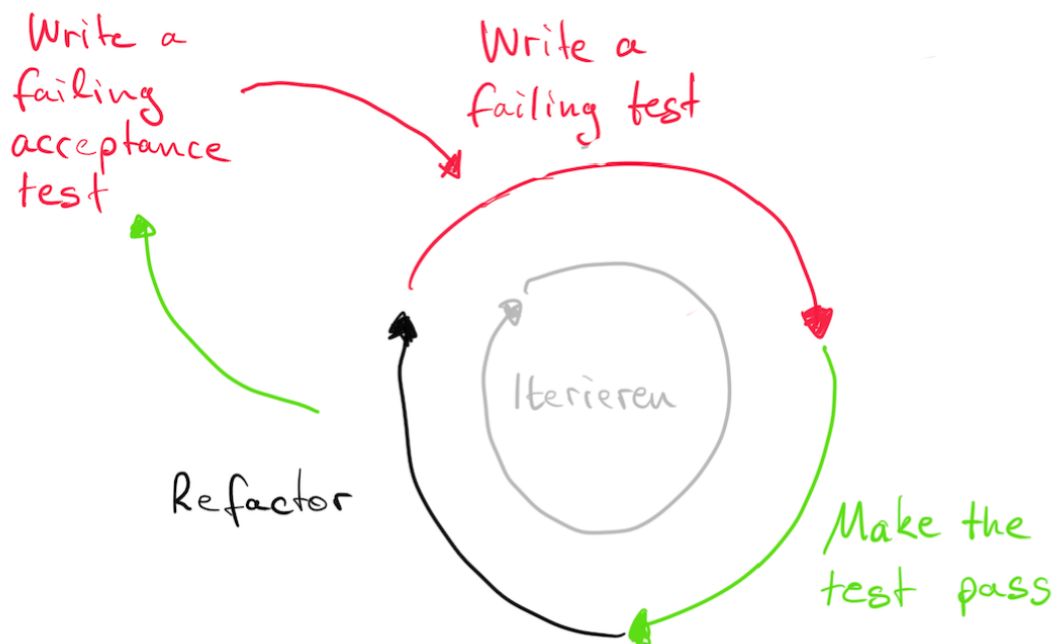 Write a
failing
acceptance
test
Write a
failing test
Iterieren
Refactor
Make the
test pass